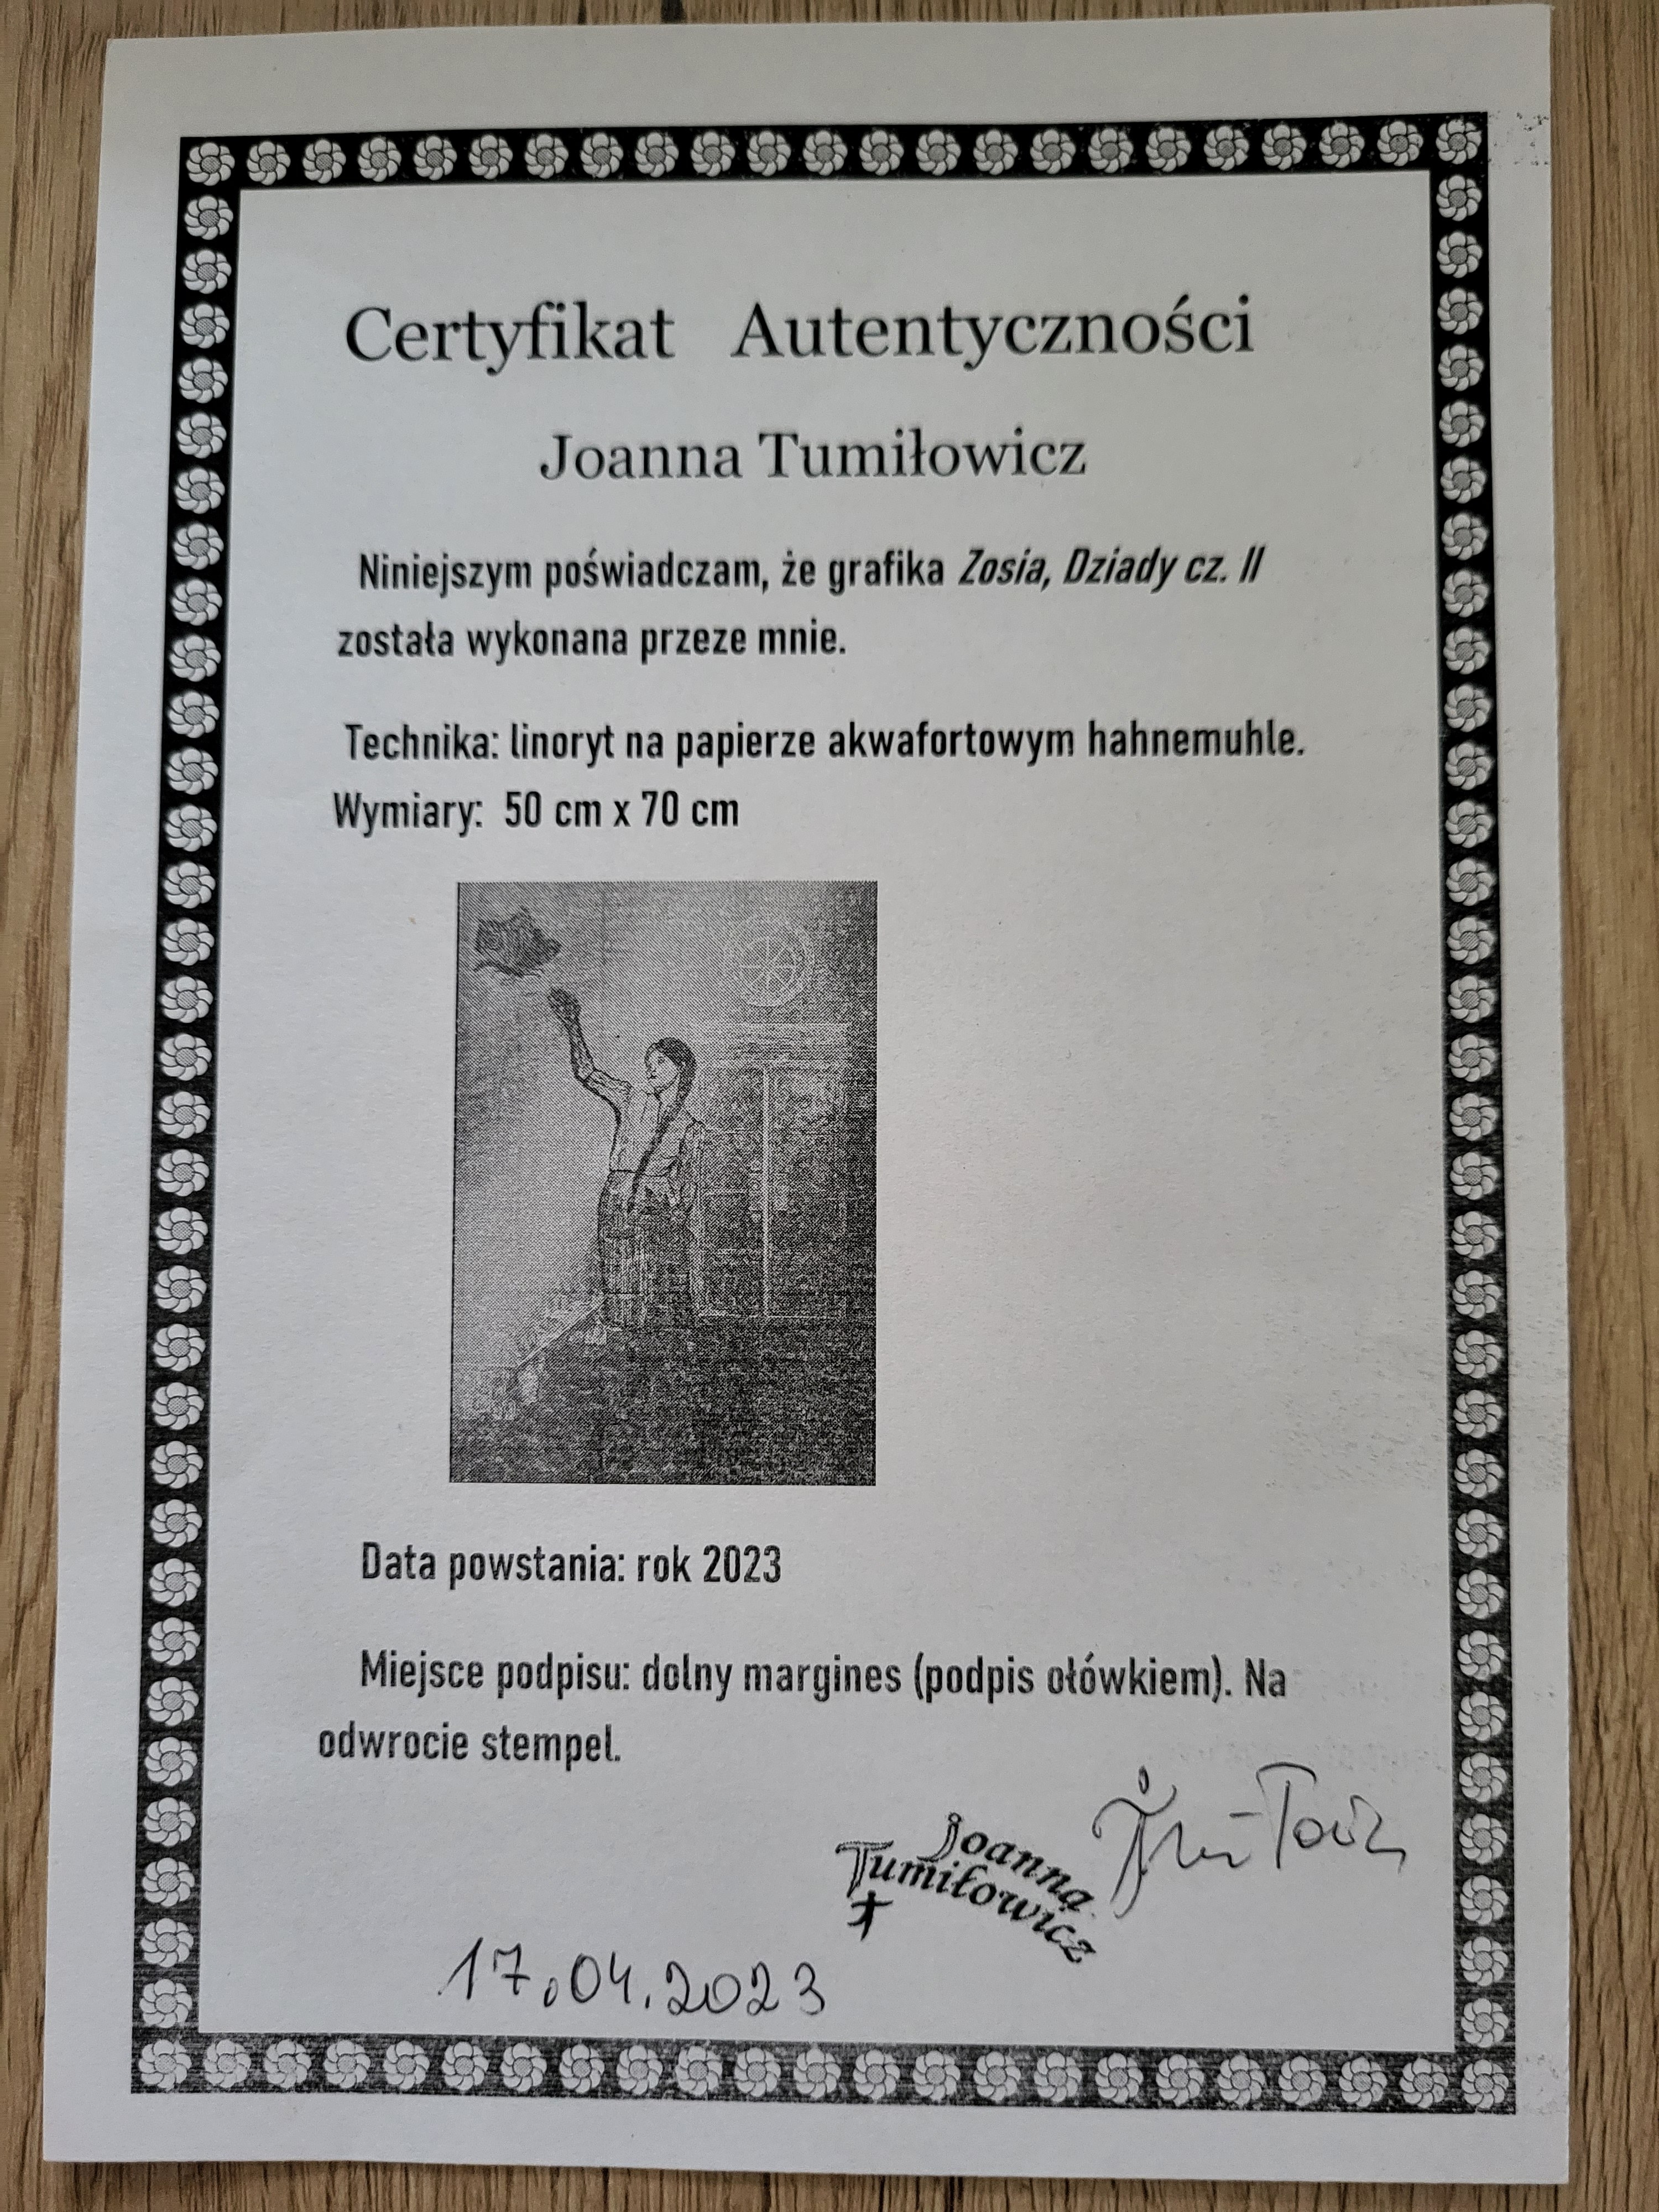 Certyfikat Autentyczności
Joanna Tumiłowicz
Niniejszym poświadczam, że grafika Zosia, Dziady cz. II
została wykonana przeze mnie.
Technika: linoryt na papierze akwafortowym hahnemuhle.
Wymiary: 50 cm x 70 cm
Data powstania: rok 2023
Miejsce podpisu: dolny margines (podpis ołówkiem). Na
odwrocie stempel.
Joanna
Tumiłowicz
17.04.2023